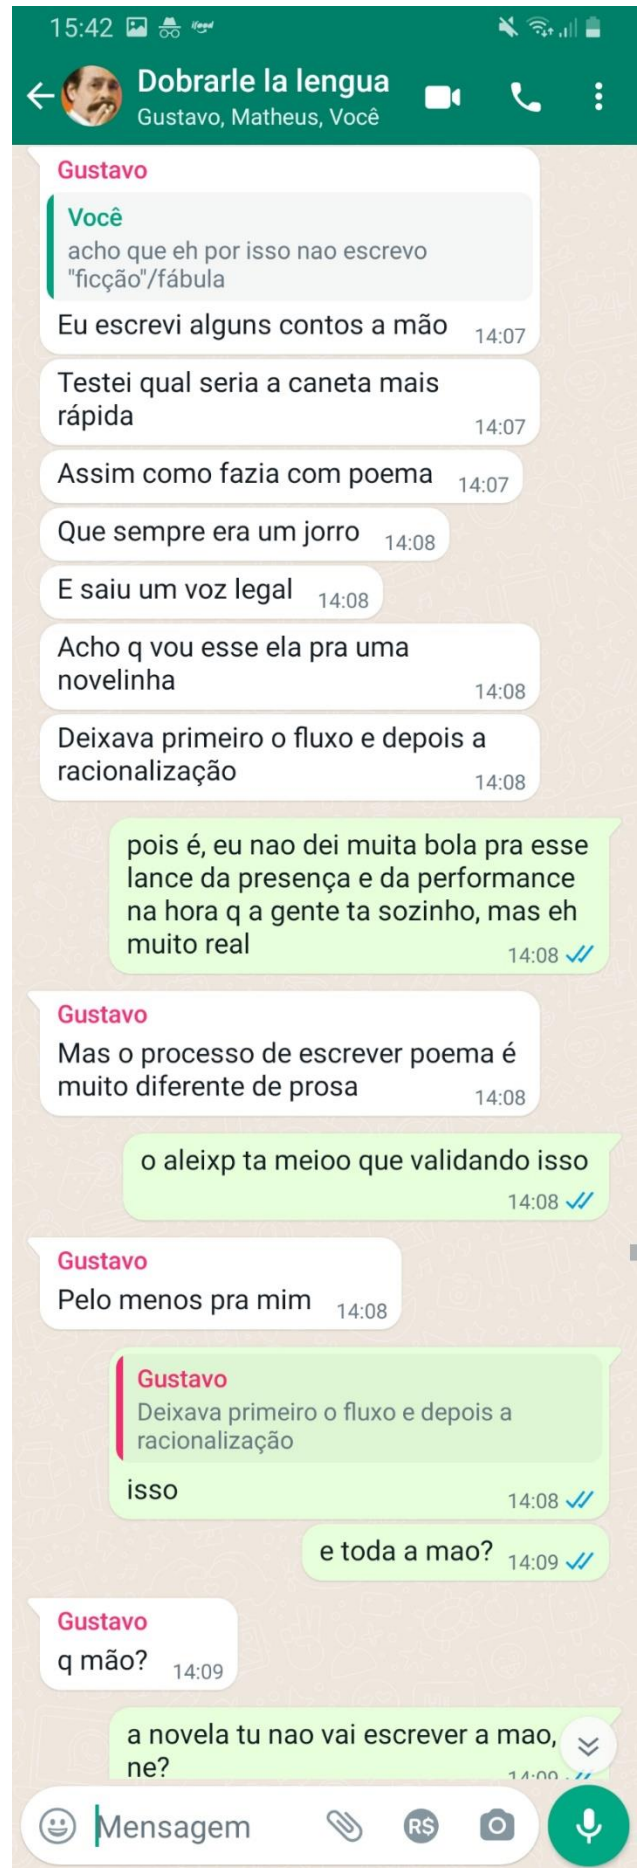 15:42 ifood
Dobrarle la lengua
Gustavo, Matheus, Você
Gustavo
Você
acho que eh por isso nao escrevo
"ficção"/fábula
Eu escrevi alguns contos a mão 14:07
Testei qual seria a caneta mais
rápida 14:07
Assim como fazia com poema 14:07
Que sempre era um jorro 14:08
E saiu um voz legal 14:08
Acho q vou esse ela pra uma
novelinha 14:08
Deixava primeiro o fluxo e depois a
racionalização 14:08
pois é, eu nao dei muita bola pra esse
lance da presença e da performance
na hora q a gente ta sozinho, mas eh
muito real 14:08
Gustavo
Mas o processo de escrever poema é
muito diferente de prosa 14:08
o aleixp ta meioo que validando isso
14:08
Gustavo
Pelo menos pra mim 14:08
Gustavo
Deixava primeiro o fluxo e depois a
racionalização
isso 14:08
e toda a mao? 14:09
Gustavo
q mão? 14:09
a novela tu nao vai escrever a mao,
ne? 14:09
Mensagem R$